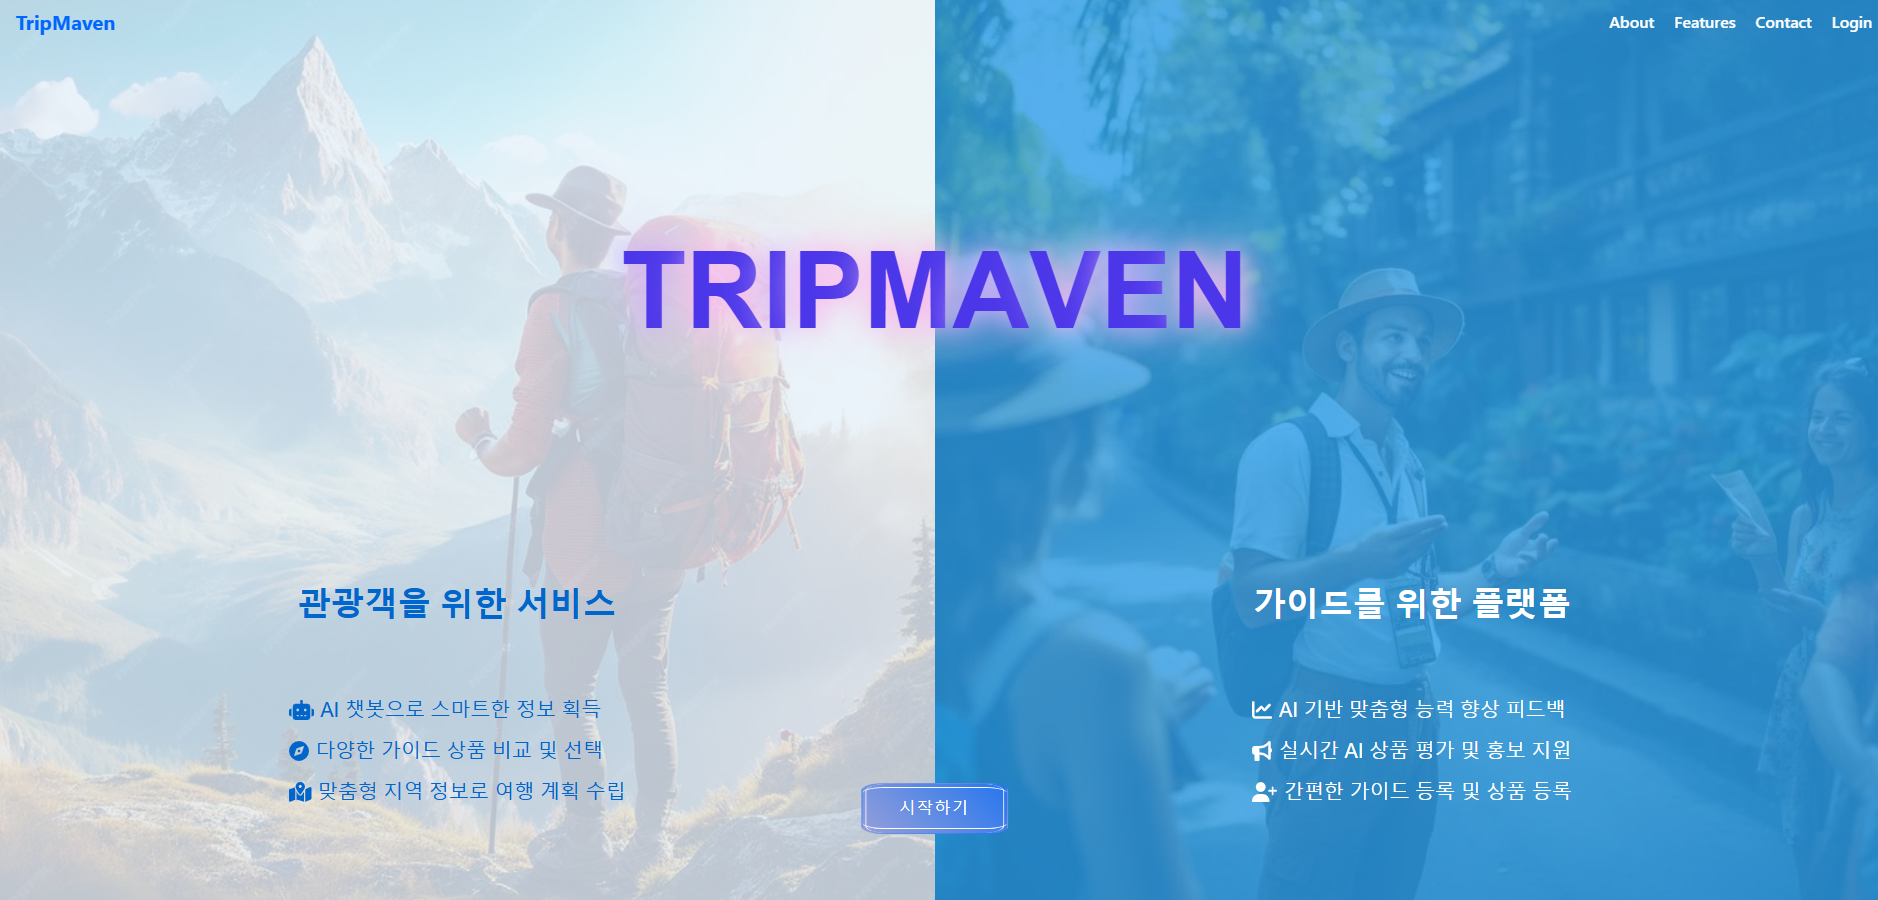 TripMaven
About Features Contact Login
TRIPMAVEN
관광객을 위한 서비스
AI 챗봇으로 스마트한 정보 획득
다양한 가이드 상품 비교 및 선택
맞춤형 지역 정보로 여행 계획 수립
가이드를 위한 플랫폼
AI 기반 맞춤형 능력 향상 피드백
실시간 AI 상품 평가 및 홍보 지원
간편한 가이드 등록 및 상품 등록
시작하기